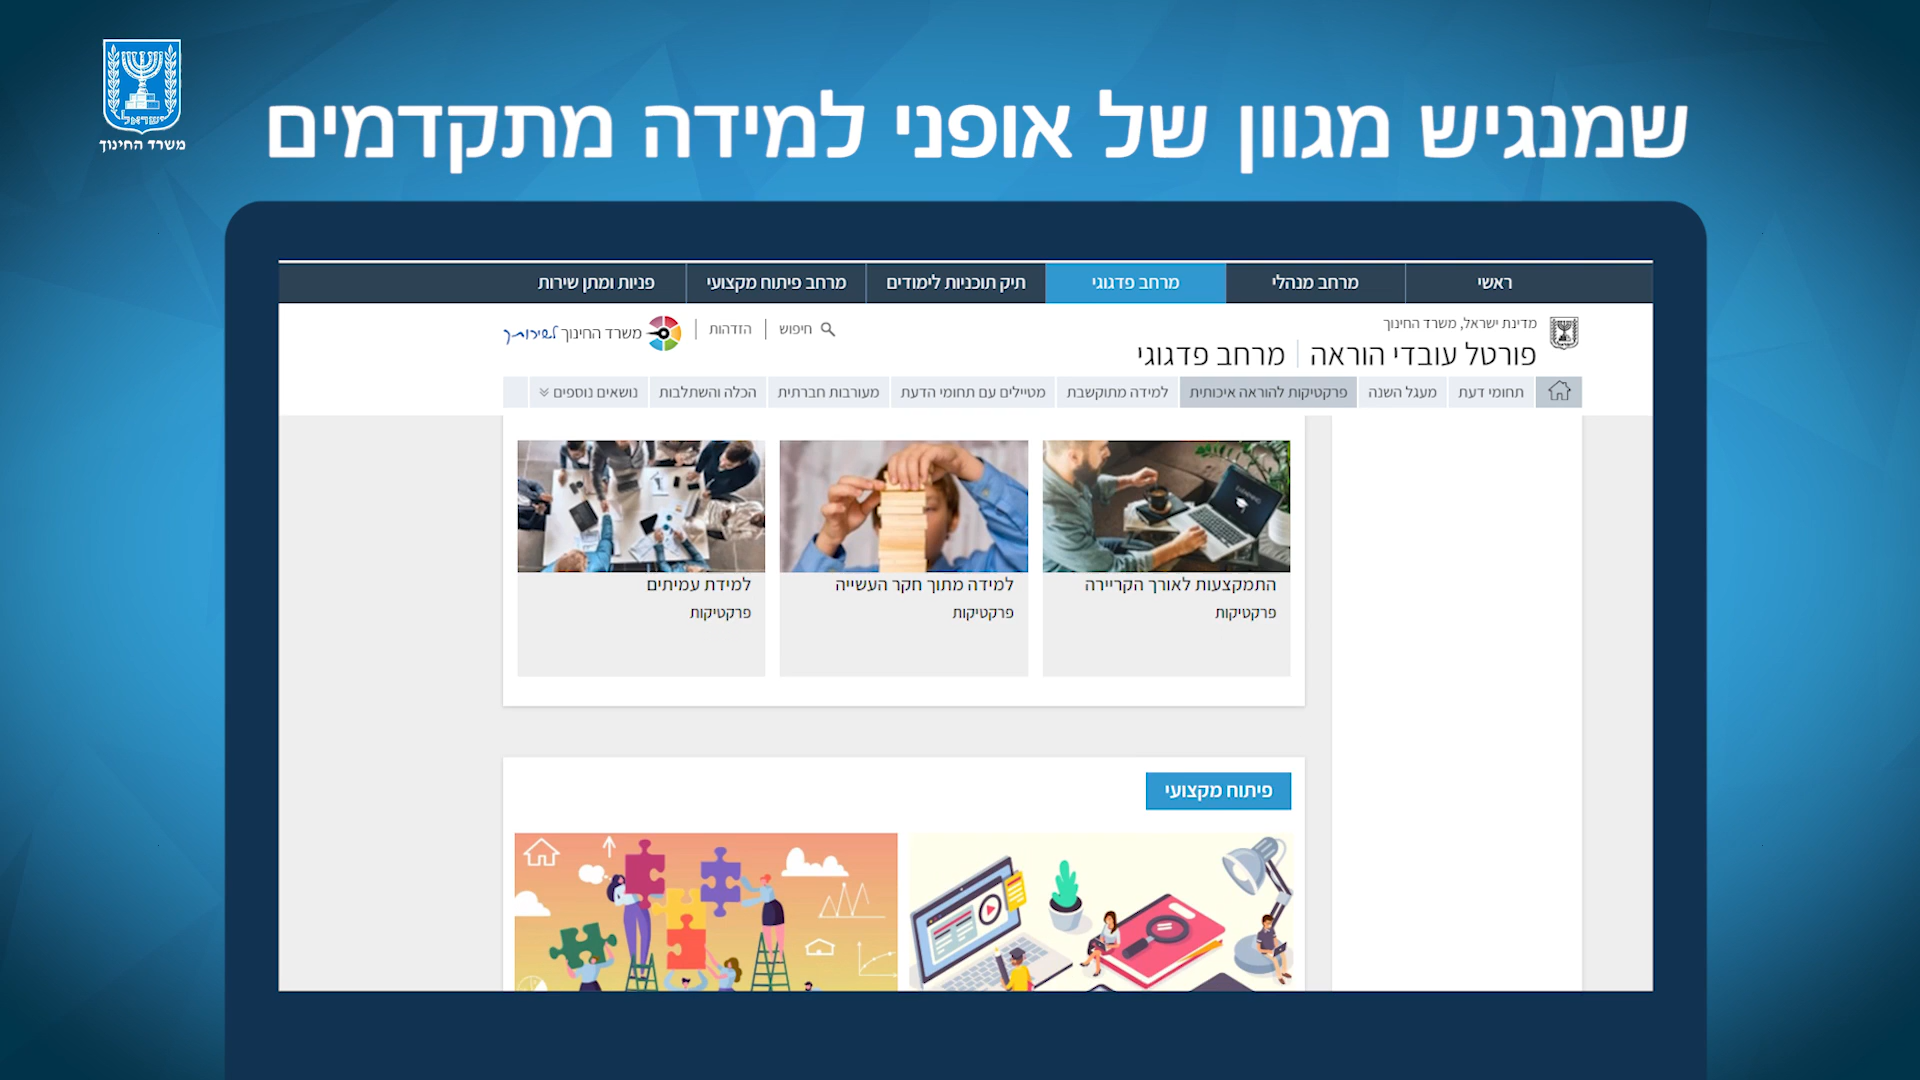 שמנגיש מגוון של אופני למידה מתקדמים
ישראל
משרד החינוך
ראשי
מרחב מנהלי
מרחב פדגוגי
תיק תוכניות לימודים
מרחב פיתוח מקצועי
פניות ומתן שירות
מדינת ישראל, משרד החינוך
פורטל עובדי הוראה | מרחב פדגוגי
חיפוש
הזדהות
משרד החינוך לשירותך
תחומי דעת
מעגל השנה
פרקטיקות להוראה איכותית
למידה מתוקשבת
מטיילים עם תחומי הדעת
מעורבות חברתית
הכלה והשתלבות
נושאים נוספים
התמקצעות לאורך הקריירה
פרקטיקות
למידה מתוך חקר העשייה
פרקטיקות
למידת עמיתים
פרקטיקות
פיתוח מקצועי